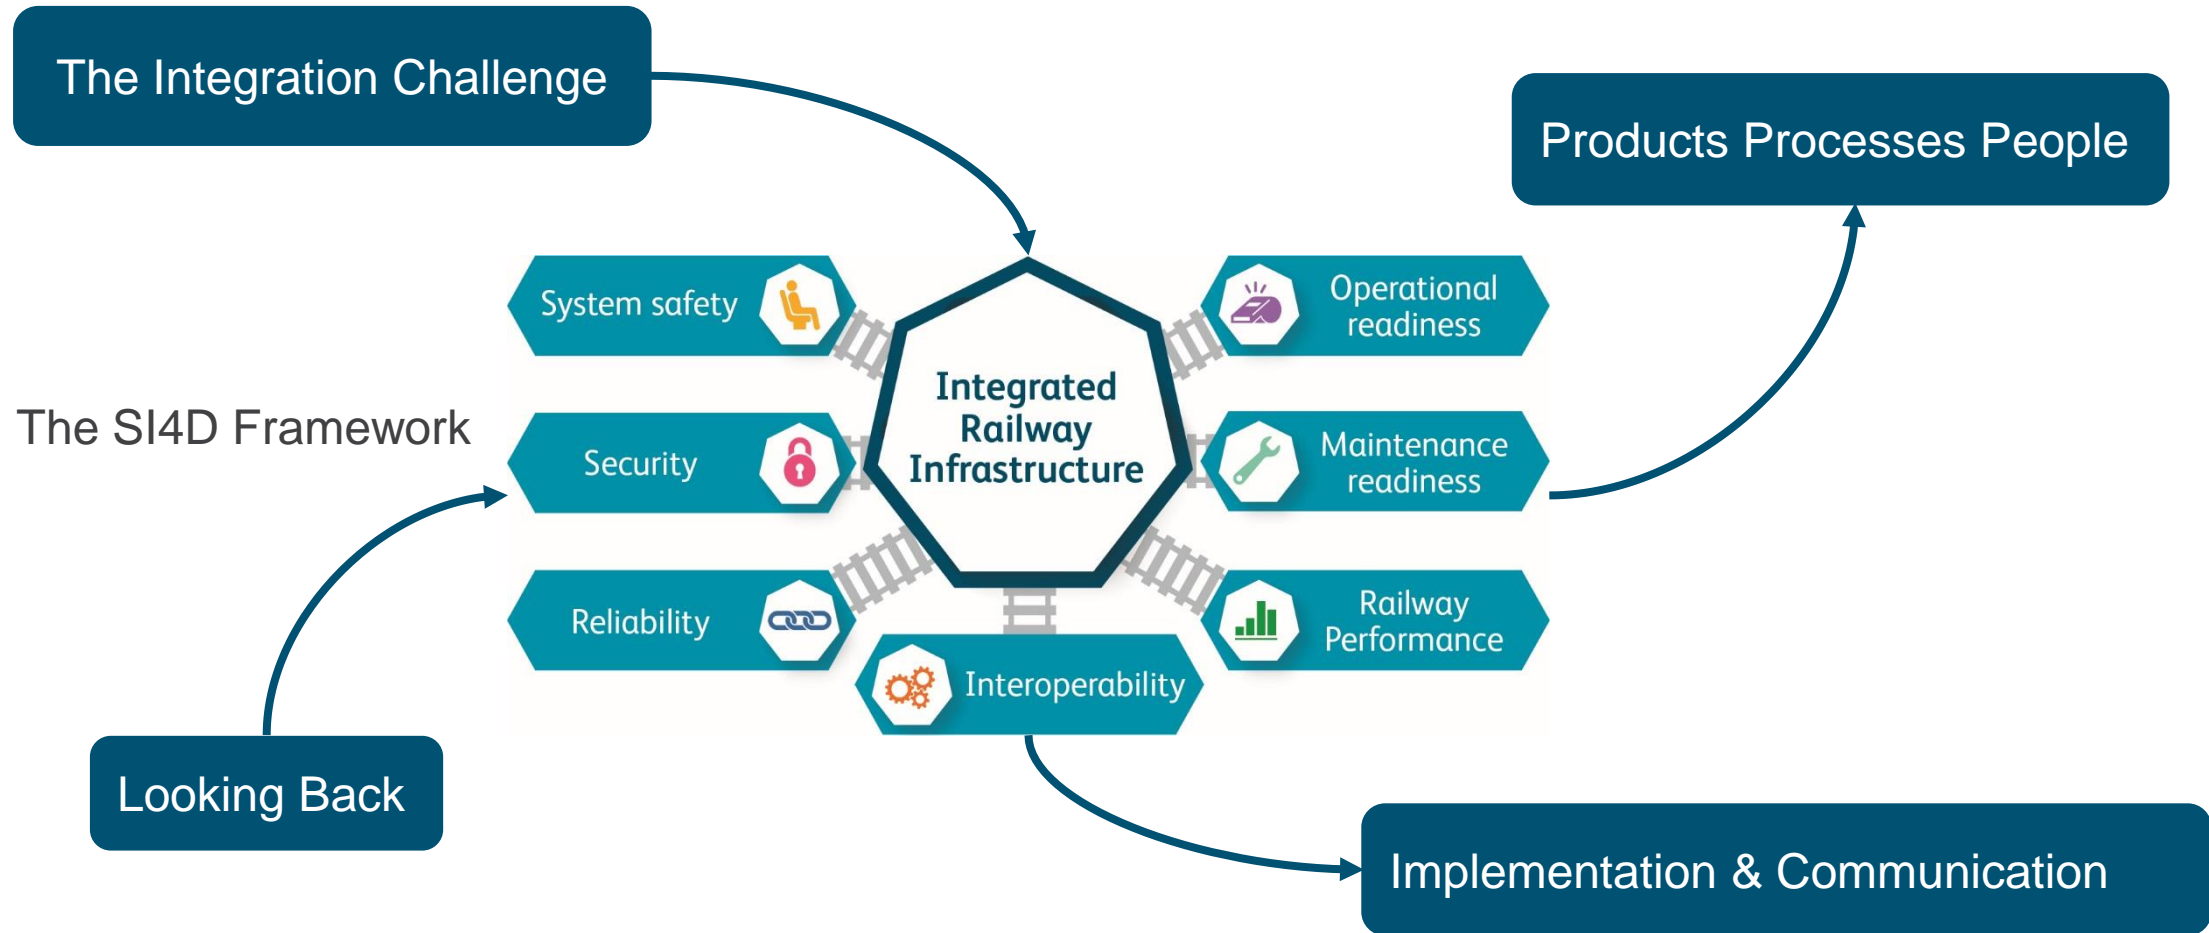 The Integration Challenge
Products Processes People
System safety
Operational
readiness
Integrated
Railway
Infrastructure
The SI4D Framework
Security
Maintenance
readiness
Reliability
Railway
Performance
Interoperability
Looking Back
Implementation & Communication